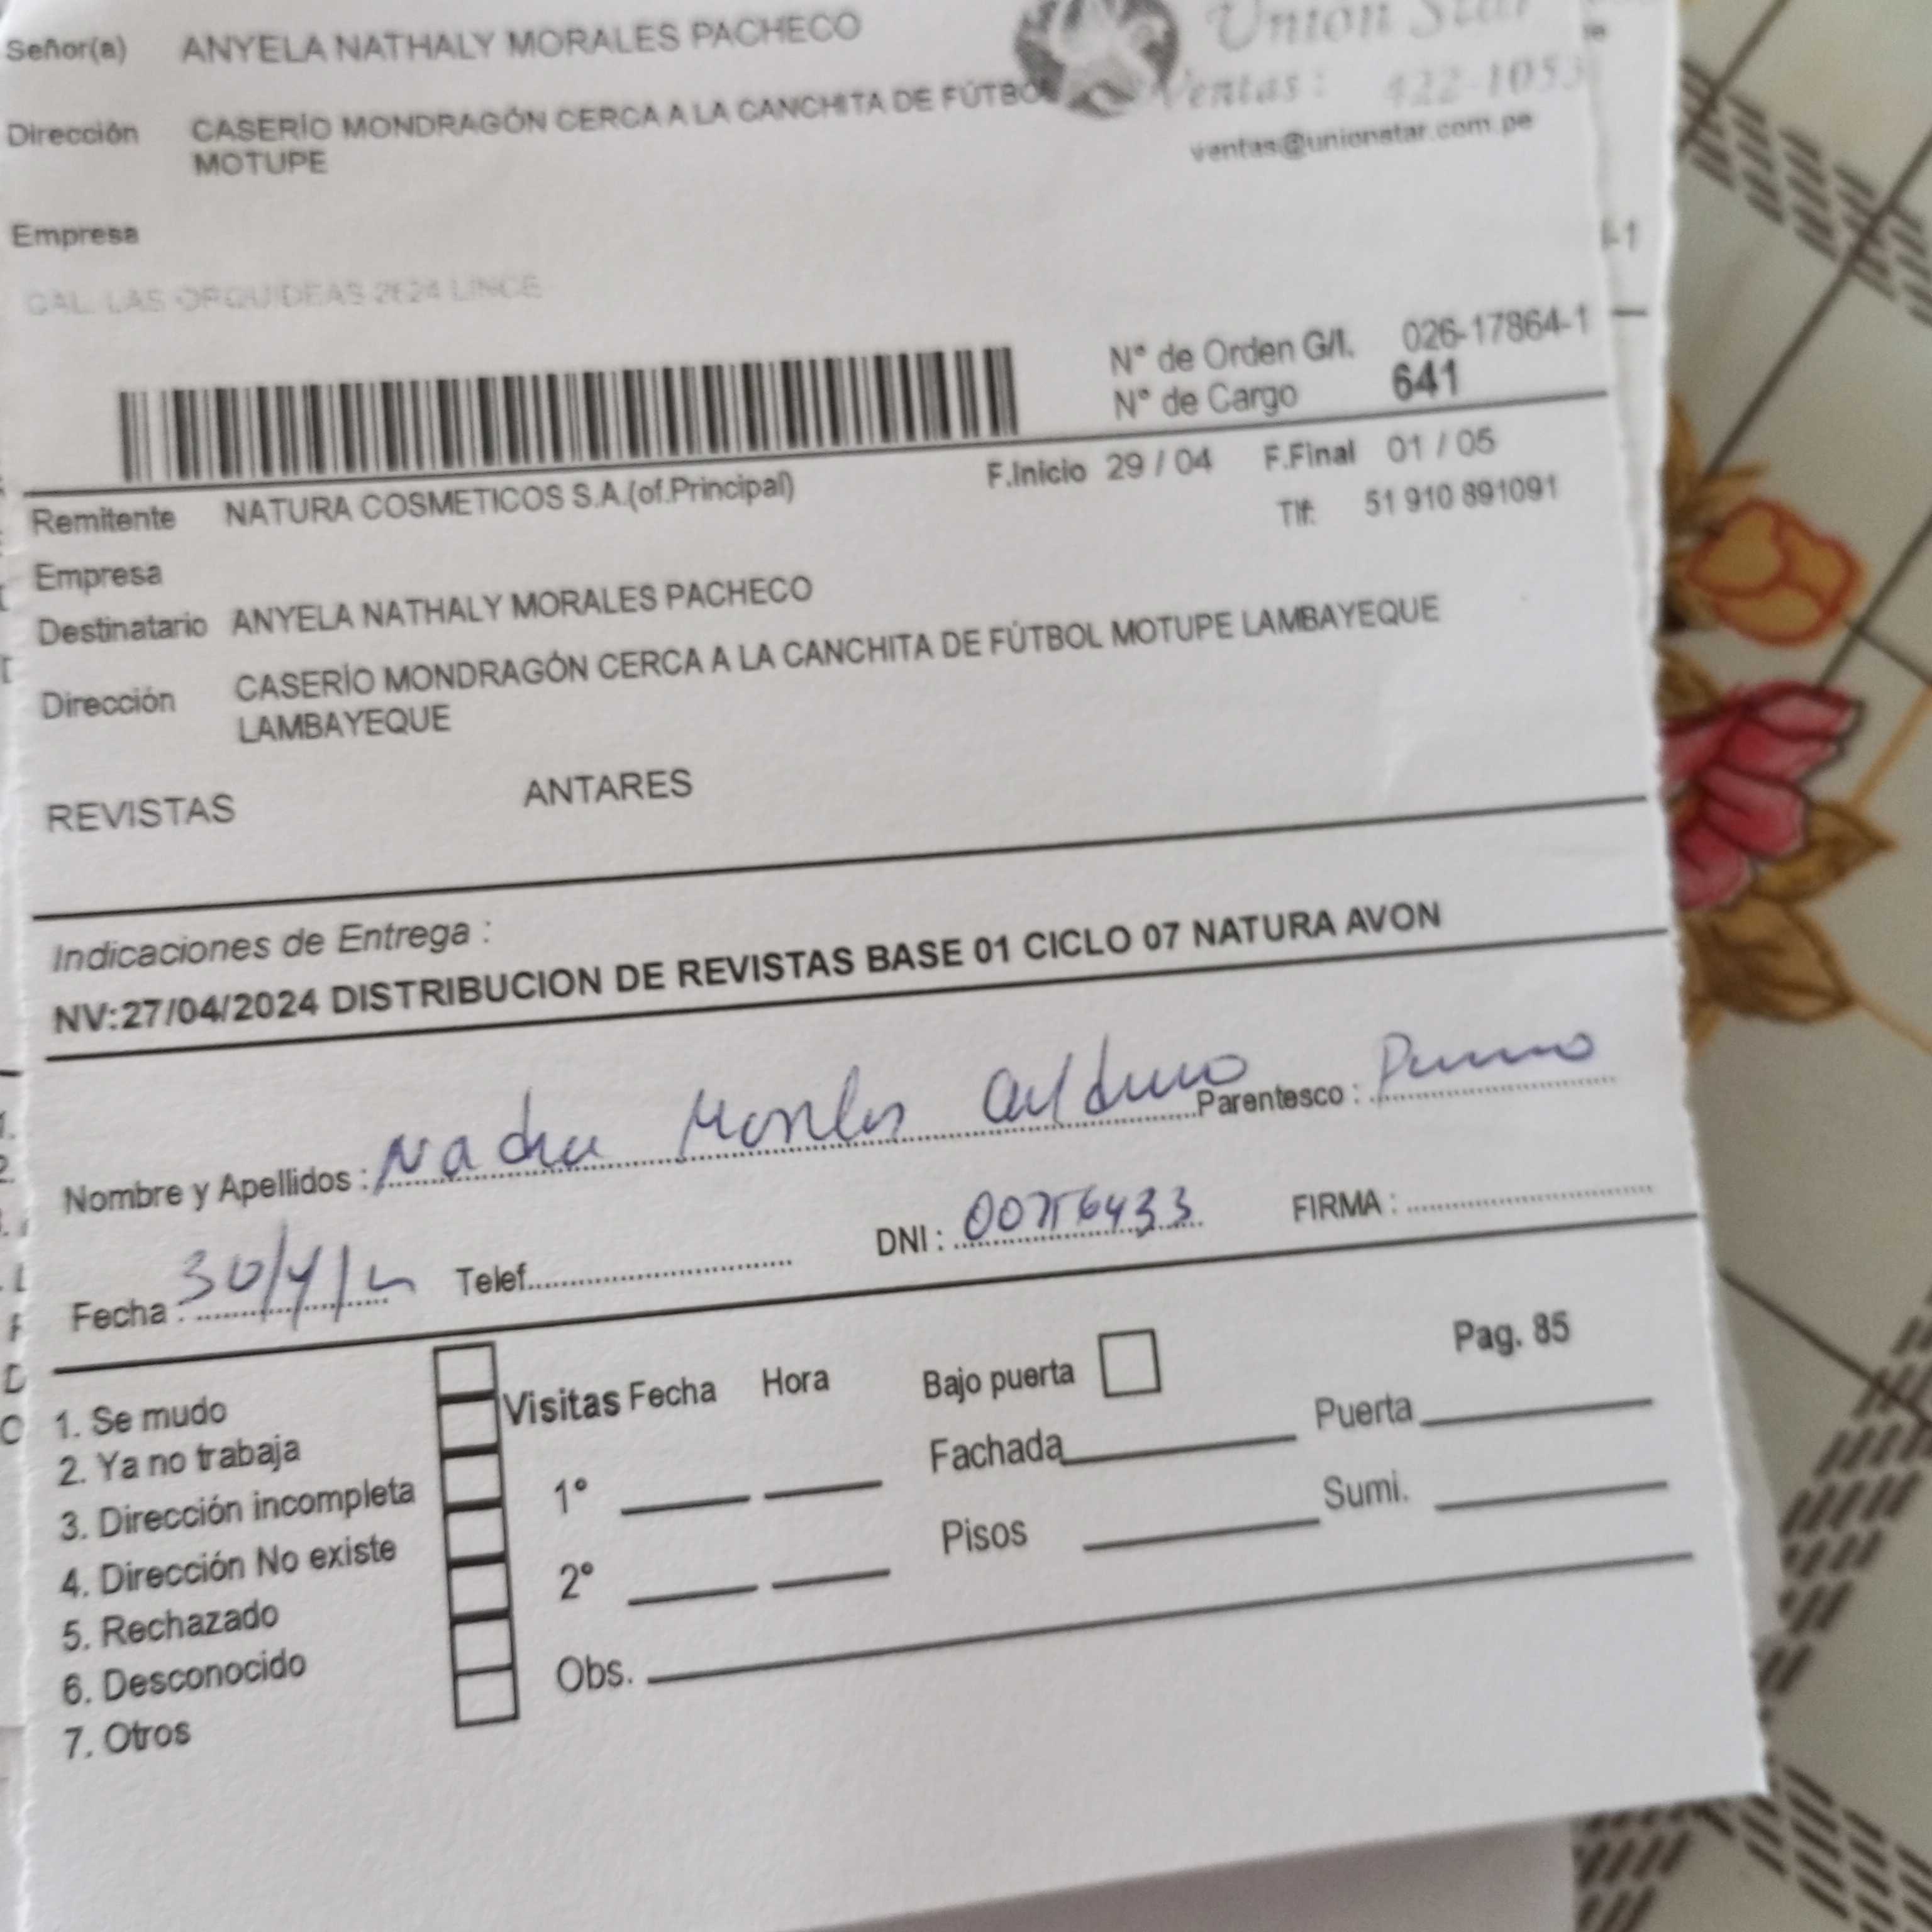 Señor(a) ANYELA NATHALY MORALES PACHECO
Union Star
Dirección CASERÍO MONDRAGÓN CERCA A LA CANCHITA DE FÚTBOL
MOTUPE
Ventas: 422-1053
ventas@unionstar.com.pe
Empresa
CAL. LAS ORQUIDEAS 2624 LINCE
N° de Orden G/I. 026-17864-1
N° de Cargo 641
F.Inicio 29 / 04 F.Final 01 / 05
Remitente NATURA COSMETICOS S.A.(of.Principal)
Tlf: 51 910 891091
Empresa
Destinatario ANYELA NATHALY MORALES PACHECO
Dirección CASERÍO MONDRAGÓN CERCA A LA CANCHITA DE FÚTBOL MOTUPE LAMBAYEQUE
LAMBAYEQUE
REVISTAS ANTARES
Indicaciones de Entrega :
NV:27/04/2024 DISTRIBUCION DE REVISTAS BASE 01 CICLO 07 NATURA AVON
Nombre y Apellidos : Morales Parentesco :
Fecha : 30/4/ Telef. DNI : FIRMA :
Pag. 85
1. Se mudo
2. Ya no trabaja
3. Dirección incompleta
4. Dirección No existe
5. Rechazado
6. Desconocido
7. Otros
Visitas Fecha Hora
1°
2°
Obs.
Bajo puerta
Fachada Puerta
Pisos Sumi.